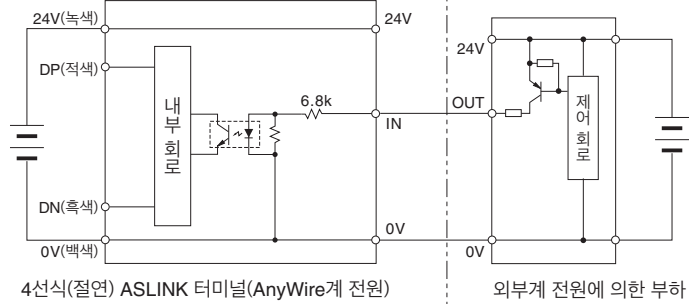 24V(녹색)
24V
DP(적색)
24V
내부 회로
6.8k
IN
OUT
제어 회로
DN(흑색)
0V
0V(백색)
0V
4선식(절연) ASLINK 터미널(AnyWire계 전원)
외부계 전원에 의한 부하